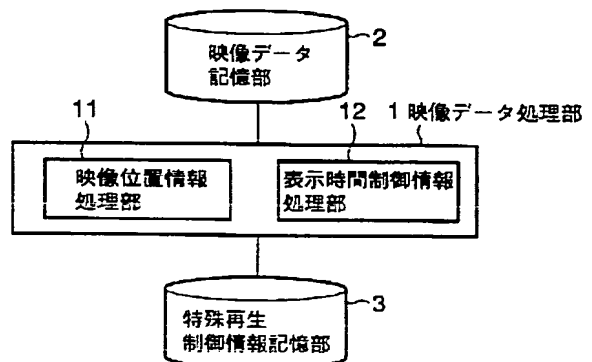 映像データ
記憶部
2
11
12
1 映像データ処理部
映像位置情報
処理部
表示時間制御情報
処理部
特殊再生
制御情報記憶部
3